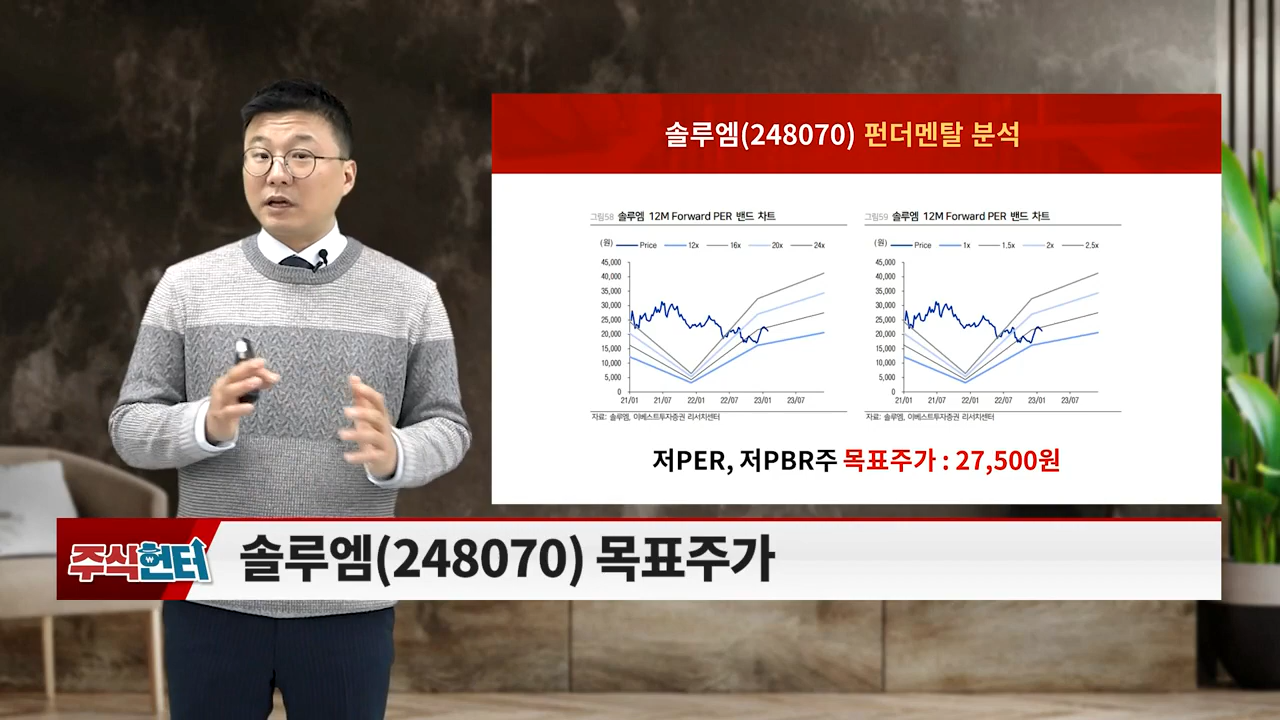 솔루엠(248070) 펀더멘탈 분석
그림58 솔루엠 12M Forward PER 밴드 차트
(원) Price 12x 16x 20x 24x
45,000
40,000
35,000
30,000
25,000
20,000
15,000
10,000
5,000
0
21/01 21/07 22/01 22/07 23/01 23/07
자료: 솔루엠, 이베스트투자증권 리서치센터
그림59 솔루엠 12M Forward PER 밴드 차트
(원) Price 1x 1.5x 2x 2.5x
45,000
40,000
35,000
30,000
25,000
20,000
15,000
10,000
5,000
0
21/01 21/07 22/01 22/07 23/01 23/07
자료: 솔루엠, 이베스트투자증권 리서치센터
저PER, 저PBR주 목표주가 : 27,500원
주식헌터 솔루엠(248070) 목표주가